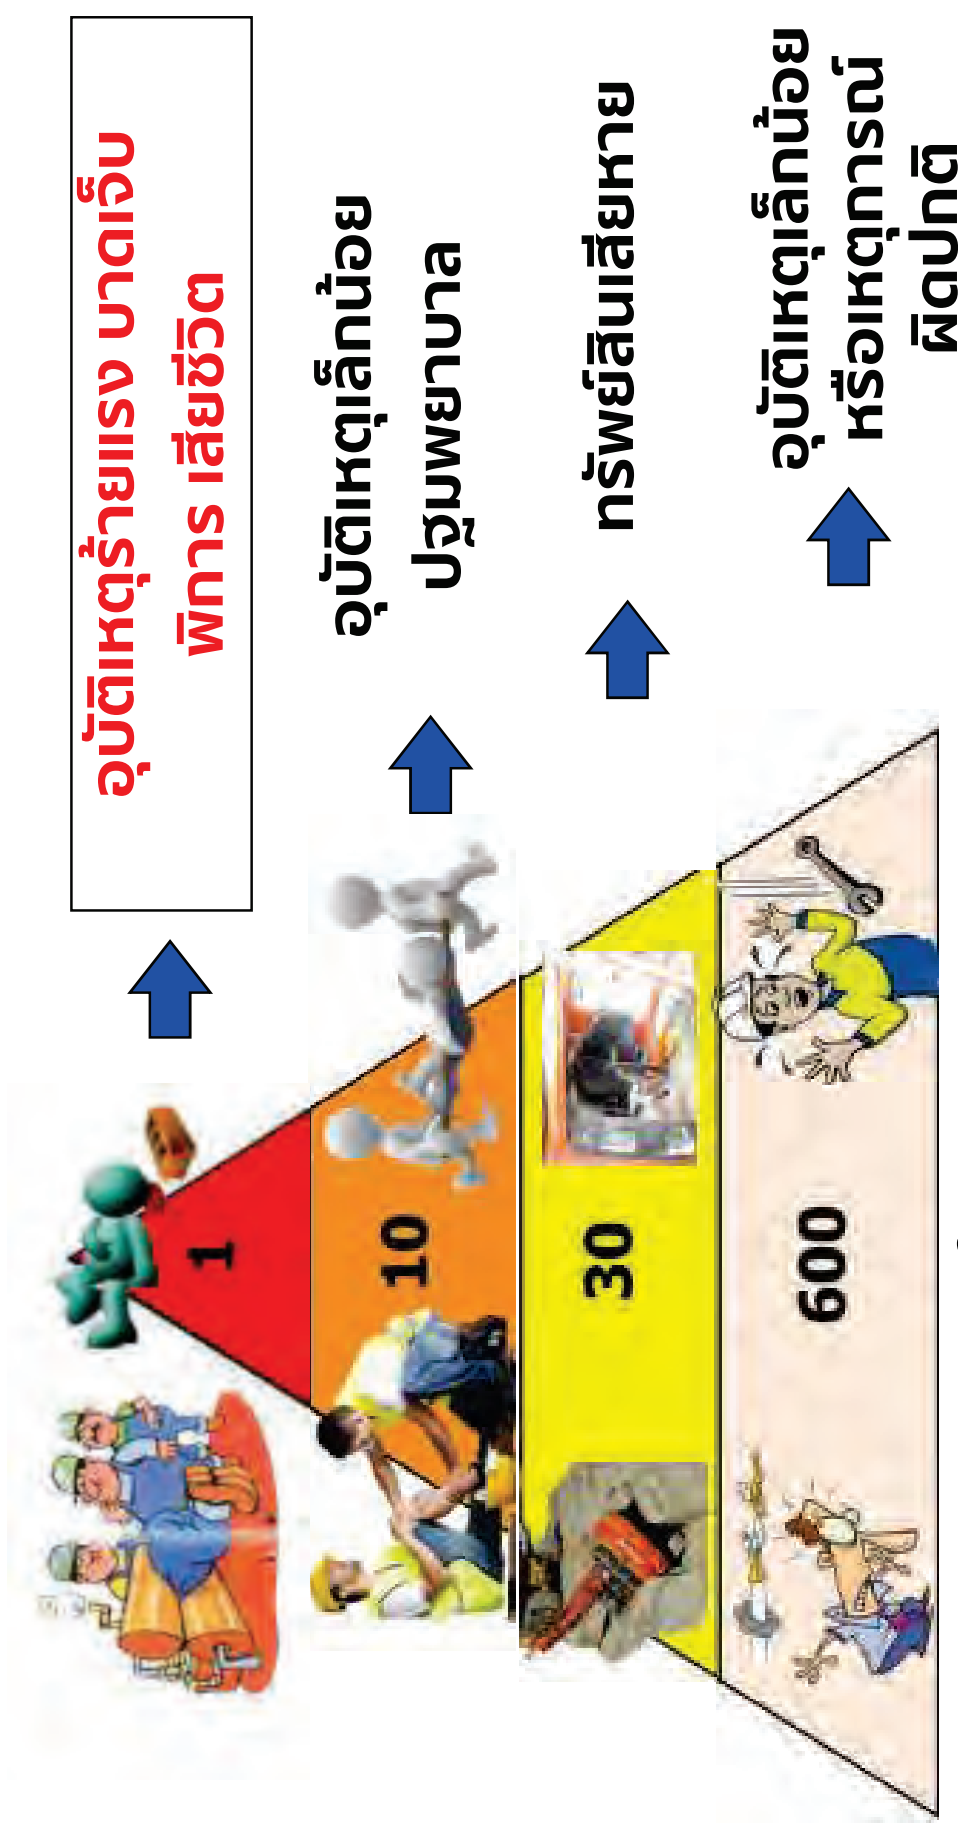 อุบัติเหตุร้ายแรง บาดเจ็บ
พิการ เสียชีวิต
1
อุบัติเหตุเล็กน้อย
ปฐมพยาบาล
10
ทรัพย์สินเสียหาย
30
อุบัติเหตุเล็กน้อย
หรือเหตุการณ์
ผิดปกติ
600